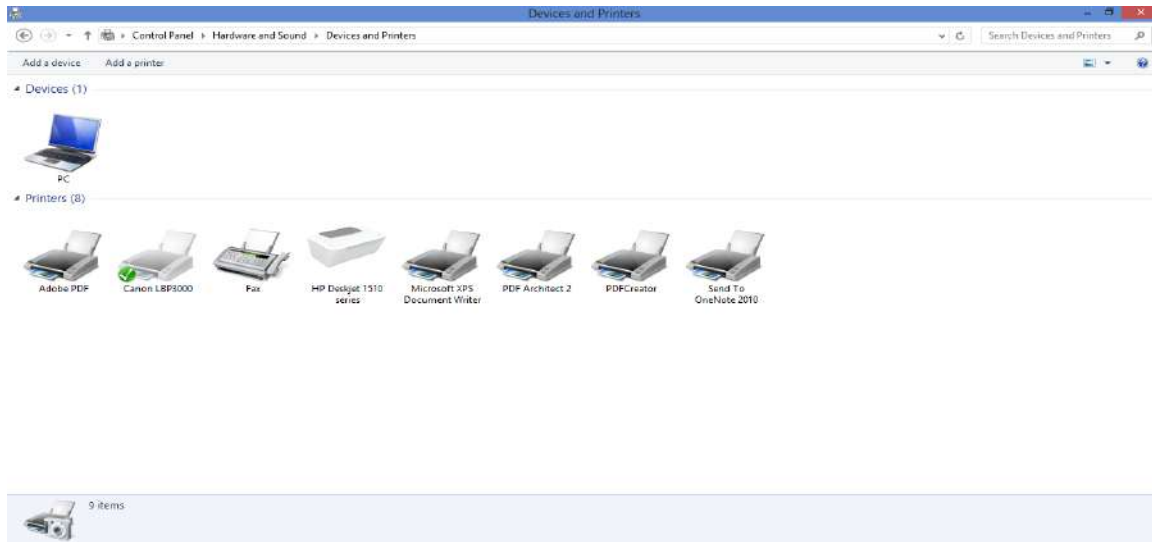 Devices and Printers
Control Panel ▸ Hardware and Sound ▸ Devices and Printers
Search Devices and Printers
Add a device Add a printer
Devices (1)
PC
Printers (8)
Adobe PDF
Canon LBP3000
Fax
HP Deskjet 1510
series
Microsoft XPS
Document Writer
PDF Architect 2
PDFCreator
Send To
OneNote 2010
9 items